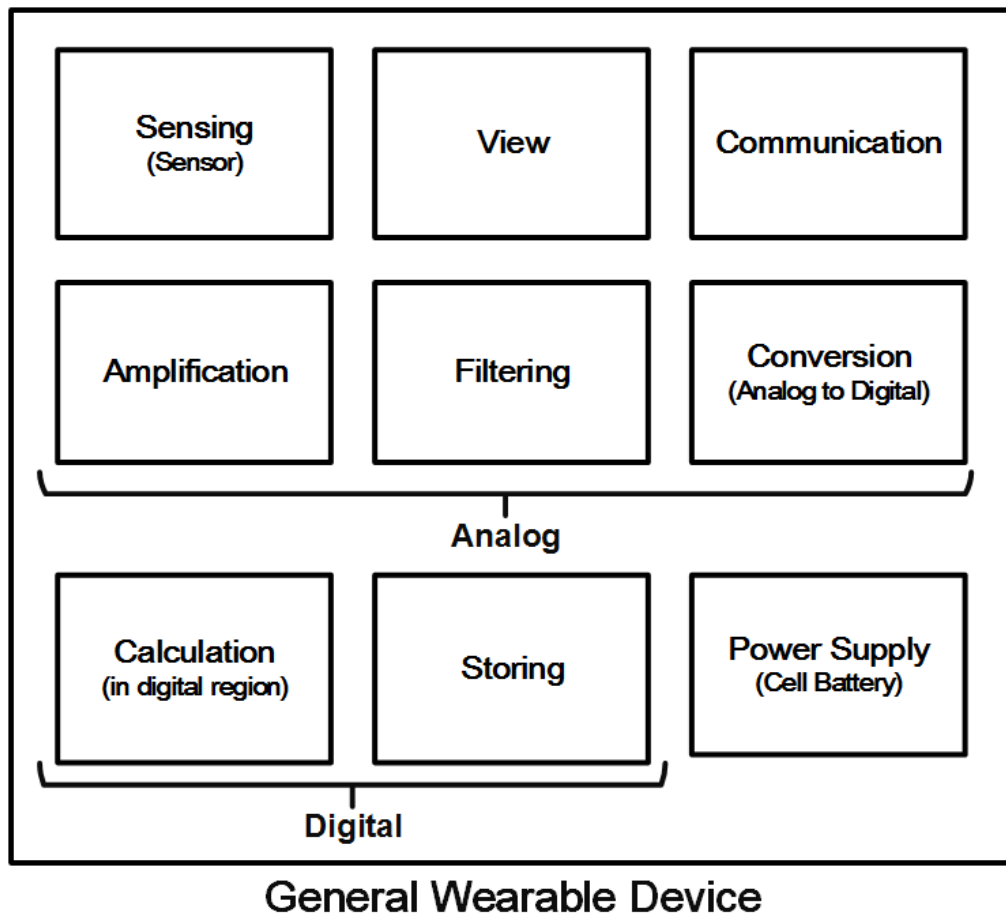 Sensing
(Sensor)
View
Communication
Amplification
Filtering
Conversion
(Analog to Digital)
Analog
Calculation
(in digital region)
Storing
Power Supply
(Cell Battery)
Digital
General Wearable Device